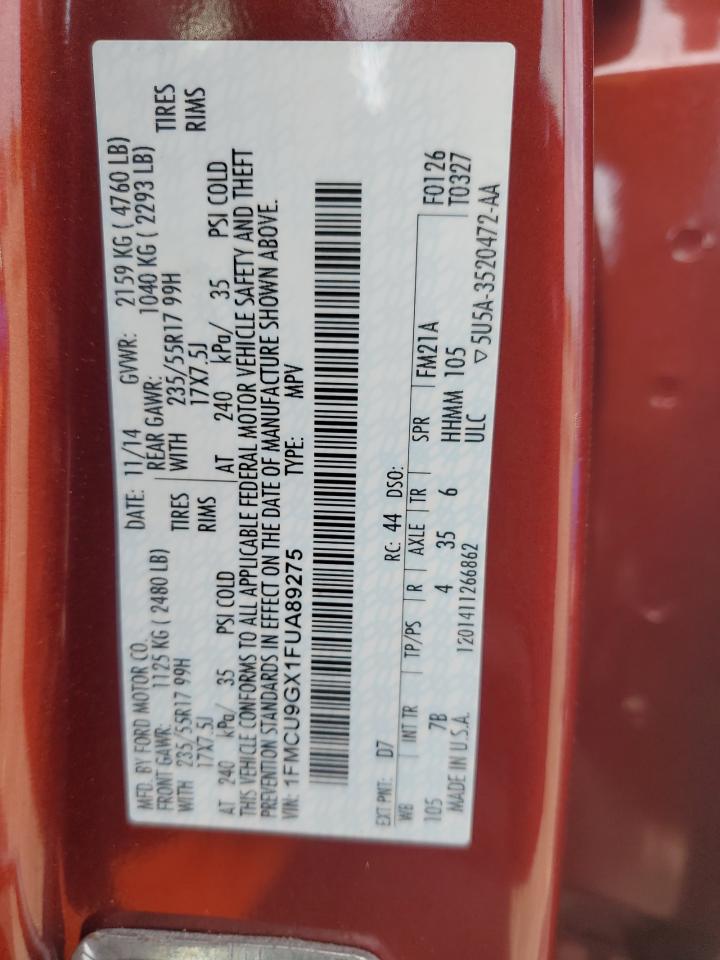 MFD. BY FORD MOTOR CO. DATE: 11/14 GVWR: 2159 KG ( 4760 LB)
FRONT GAWR: 1125 KG ( 2480 LB) REAR GAWR: 1040 KG ( 2293 LB)
WITH 235/55R17 99H TIRES WITH 235/55R17 99H TIRES
17X7.5J RIMS 17X7.5J RIMS
AT 240 kPa/ 35 PSI COLD AT 240 kPa/ 35 PSI COLD
THIS VEHICLE CONFORMS TO ALL APPLICABLE FEDERAL MOTOR VEHICLE SAFETY AND THEFT
PREVENTION STANDARDS IN EFFECT ON THE DATE OF MANUFACTURE SHOWN ABOVE.
VIN: 1FMCU9GX1FUA89275 TYPE: MPV
EXT PNT: D7 RC: 44 DSO:
WB INT TR TP/PS R AXLE TR SPR FM21A F0126
105 7B 4 35 6 HHMM 105 T0327
MADE IN U.S.A. 1201411266862 ULC ▽5U5A-3520472-AA